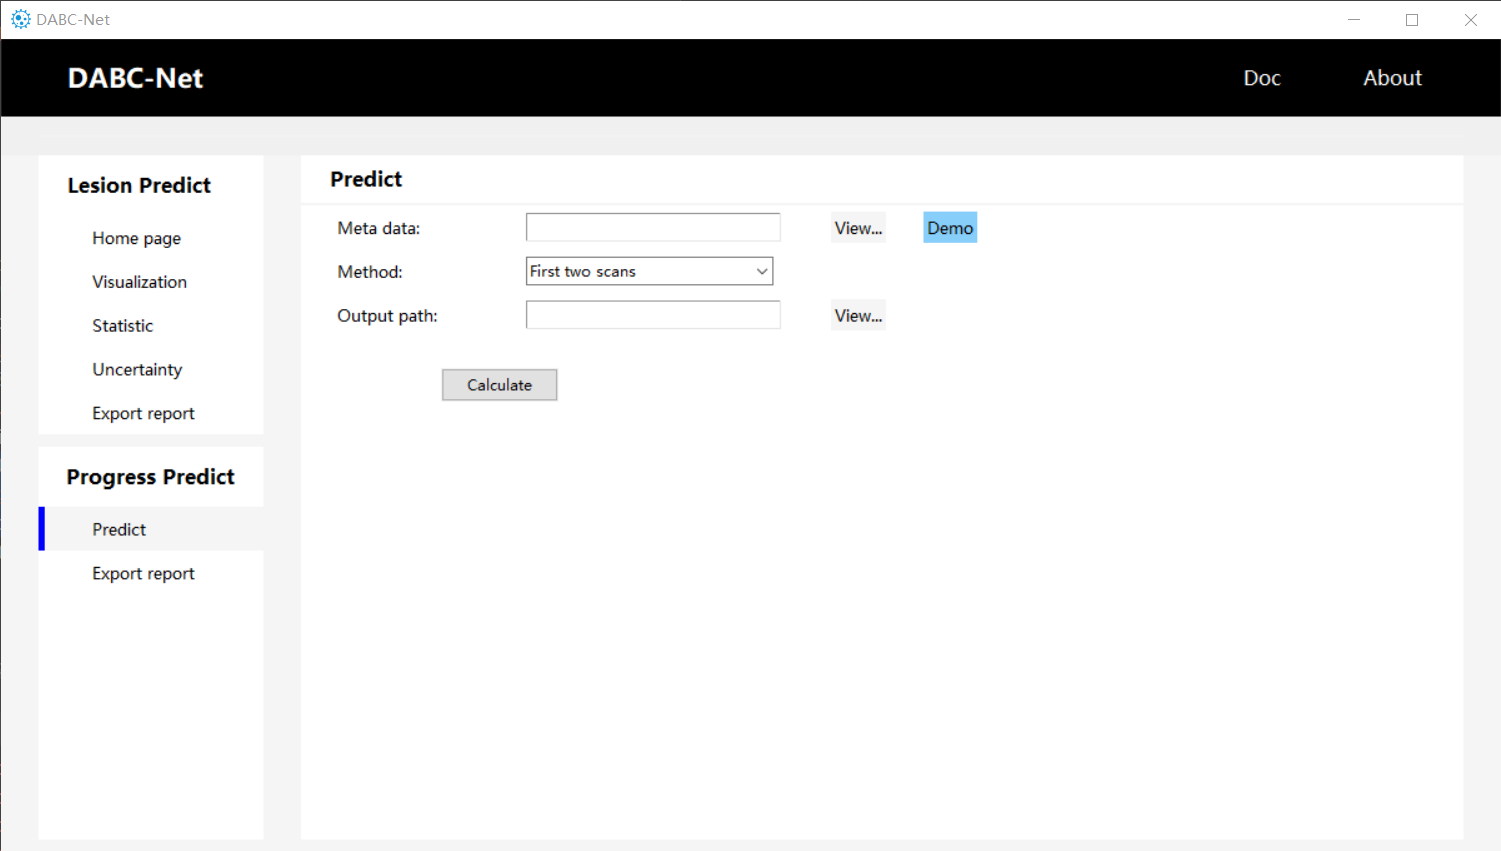 DABC-Net
DABC-Net
Doc
About
Lesion Predict
Home page
Visualization
Statistic
Uncertainty
Export report
Progress Predict
Predict
Export report
Predict
Meta data:
View...
Demo
Method:
First two scans
Output path:
View...
Calculate